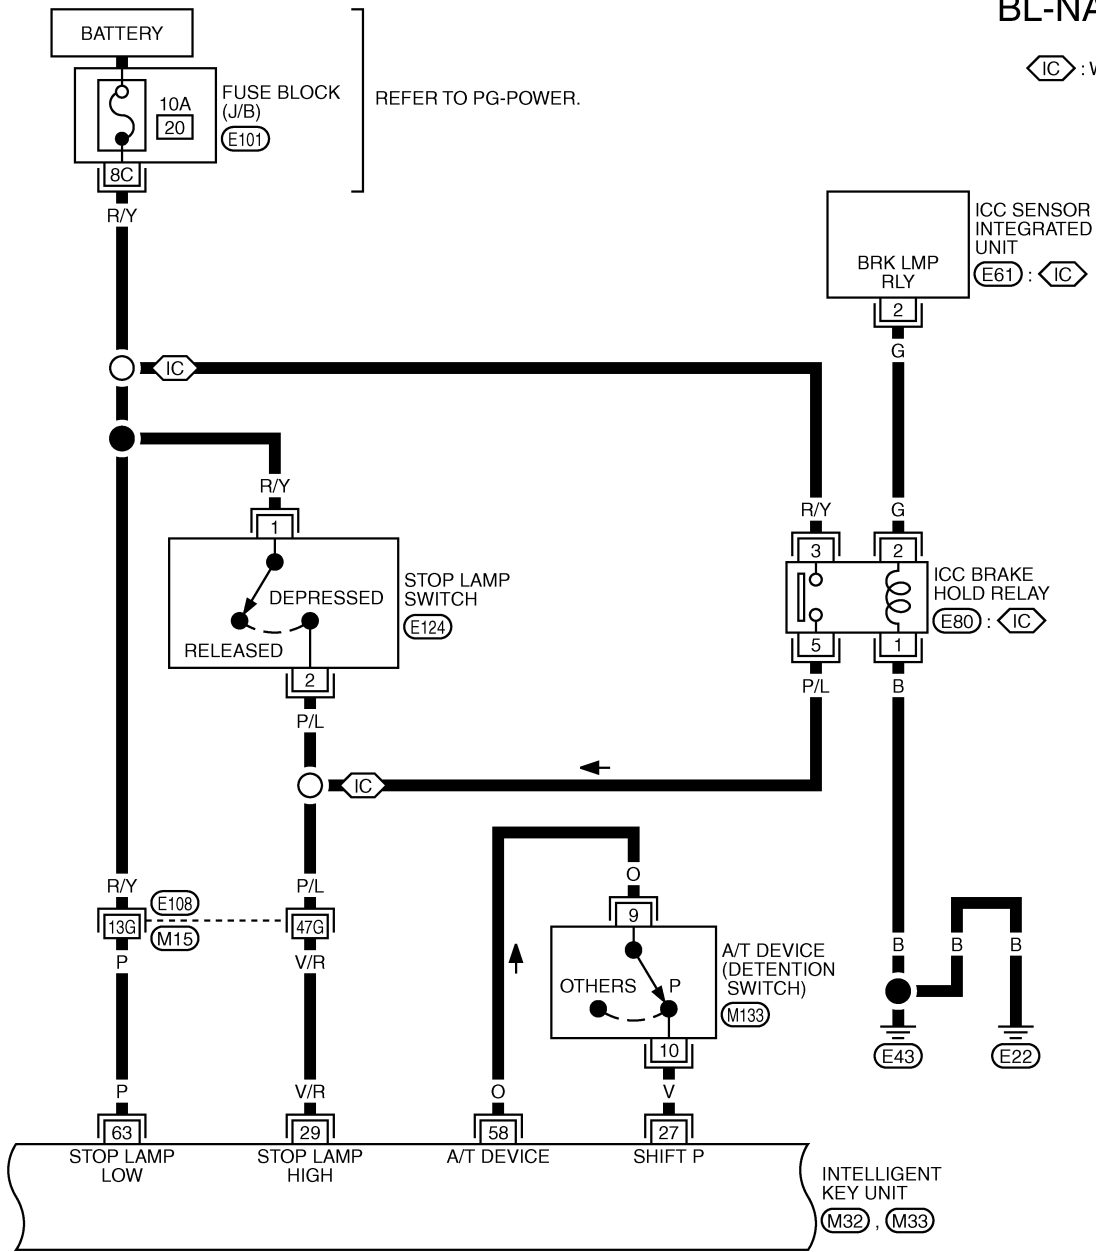 BL-NA
IC : W
BATTERY
10A
20
FUSE BLOCK
(J/B)
E101
REFER TO PG-POWER.
8C
R/Y
ICC SENSOR
INTEGRATED
UNIT
E61 : IC
BRK LMP
RLY
2
G
IC
R/Y
R/Y
G
1
3
2
STOP LAMP
SWITCH
E124
DEPRESSED
RELEASED
ICC BRAKE
HOLD RELAY
E80 : IC
2
5
1
P/L
P/L
B
IC
R/Y
P/L
O
E108
13G
47G
M15
9
P
V/R
A/T DEVICE
(DETENTION
SWITCH)
M133
OTHERS
P
B
B
B
10
E43
E22
P
V/R
O
V
63
29
58
27
STOP LAMP
LOW
STOP LAMP
HIGH
A/T DEVICE
SHIFT P
INTELLIGENT
KEY UNIT
M32 , M33